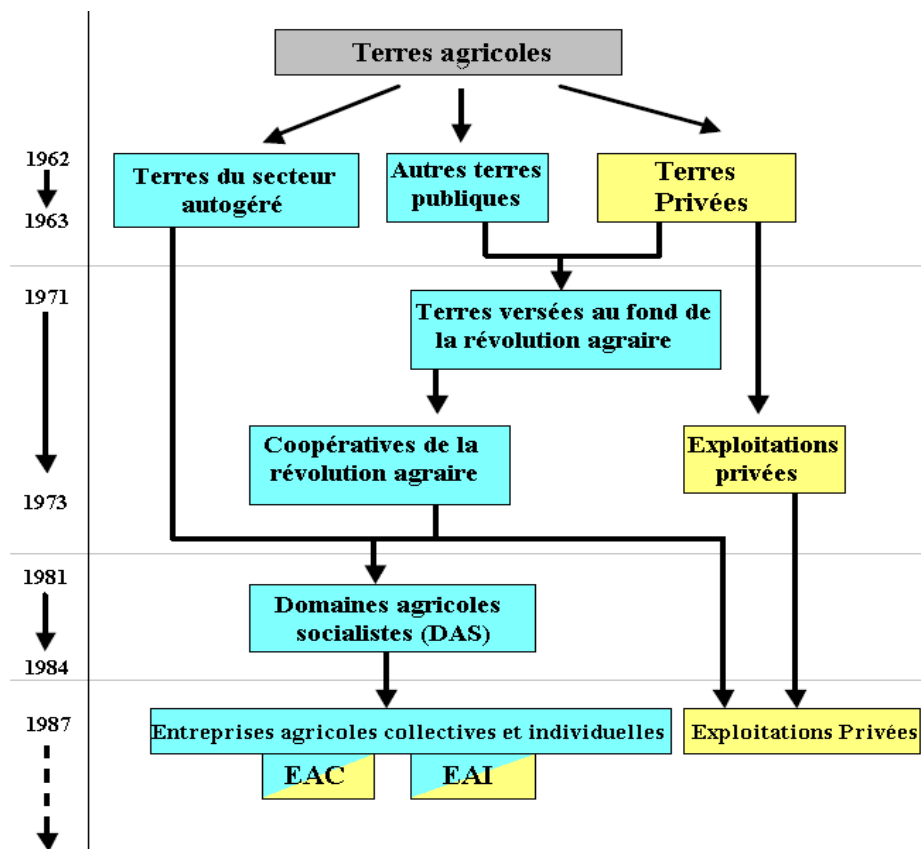 Terres agricoles
1962
1963
Terres du secteur
autogéré
Autres terres
publiques
Terres
Privées
1971
1973
Terres versées au fond de
la révolution agraire
Coopératives de la
révolution agraire
Exploitations
privées
1981
1984
Domaines agricoles
socialistes (DAS)
1987
Entreprises agricoles collectives et individuelles
Exploitations Privées
EAC
EAI